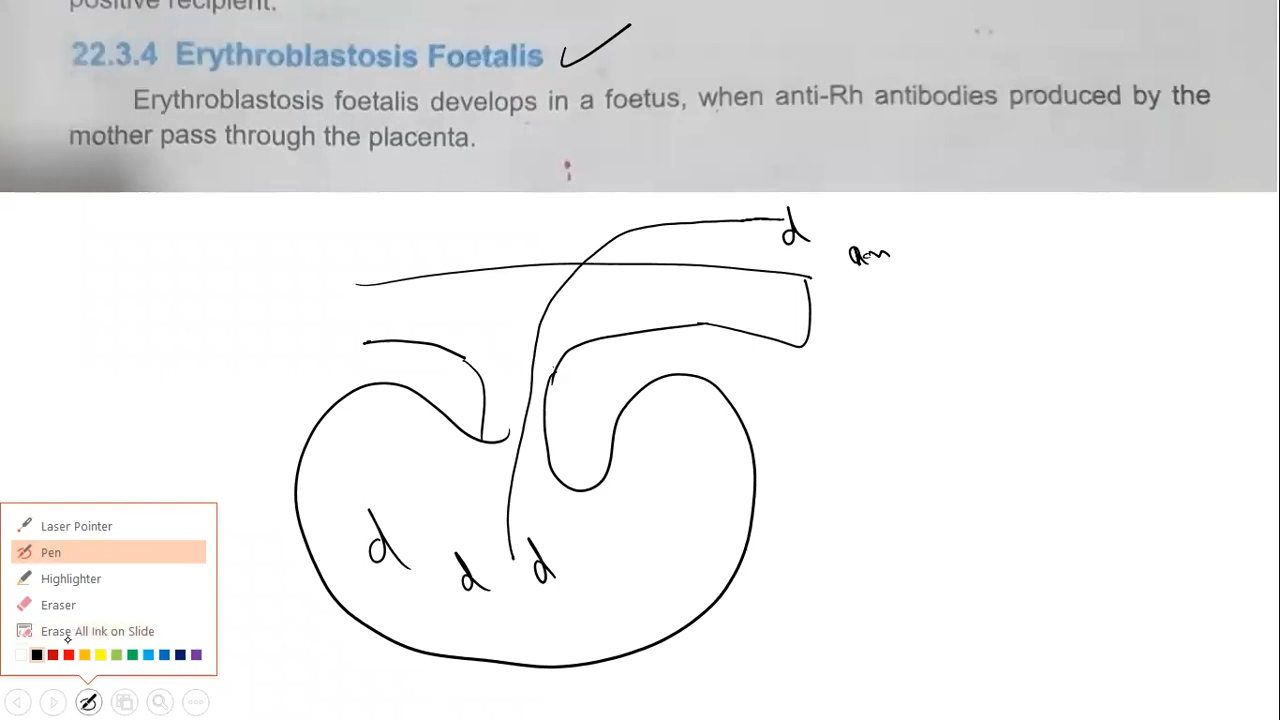 positive recipient.
22.3.4 Erythroblastosis Foetalis
Erythroblastosis foetalis develops in a foetus, when anti-Rh antibodies produced by the
mother pass through the placenta.
d
d
d
d
Laser Pointer
Pen
Highlighter
Eraser
Erase All Ink on Slide